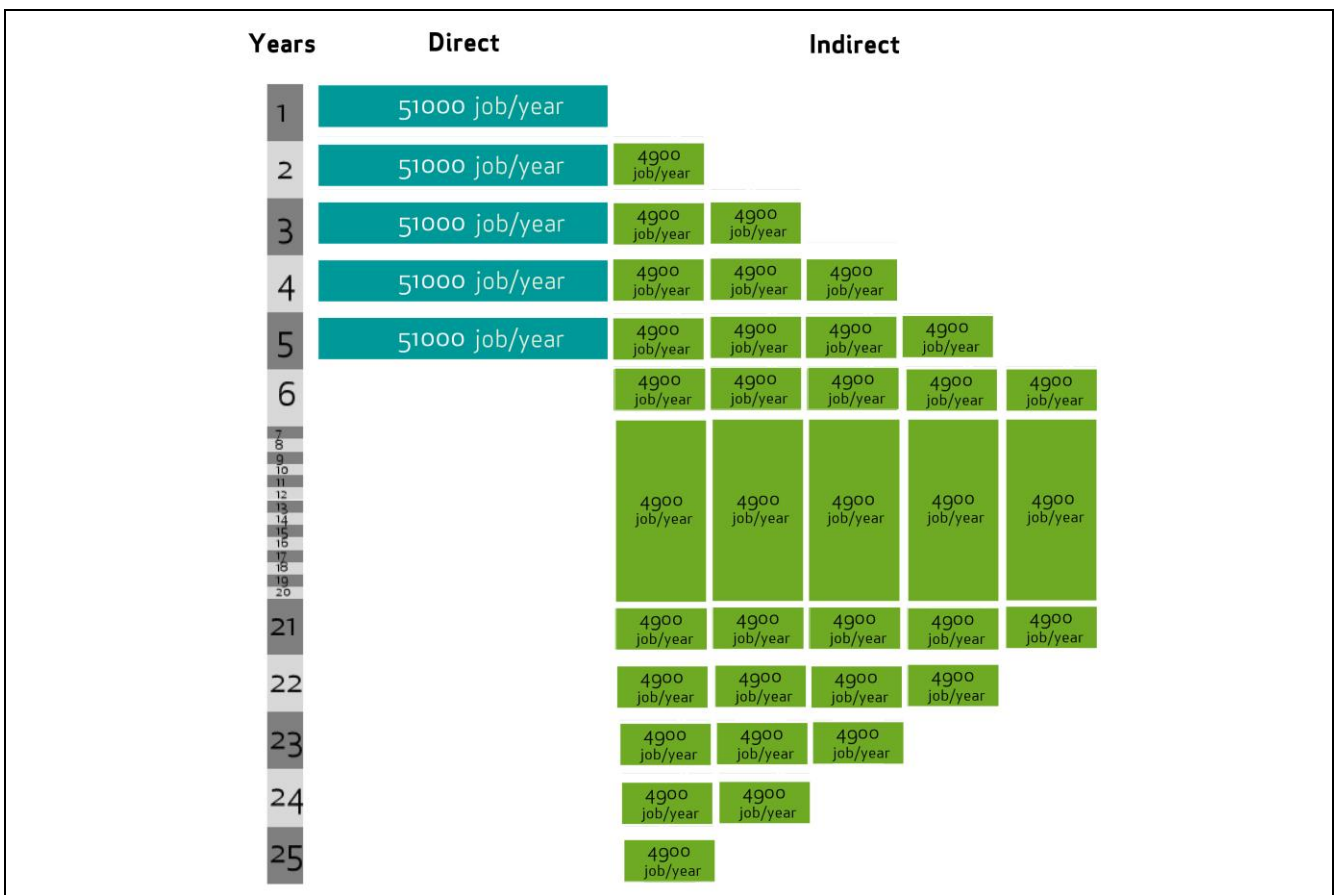 Years Direct Indirect
1 51000 job/year
2 51000 job/year 4900
job/year
3 51000 job/year 4900 4900
job/year job/year
4 51000 job/year 4900 4900 4900
job/year job/year job/year
5 51000 job/year 4900 4900 4900 4900
job/year job/year job/year job/year
6 4900 4900 4900 4900 4900
job/year job/year job/year job/year job/year
7
8
9
10
11
12
13
14
15
16
17
18
19
20
4900 4900 4900 4900 4900
job/year job/year job/year job/year job/year
21 4900 4900 4900 4900 4900
job/year job/year job/year job/year job/year
22 4900 4900 4900 4900
job/year job/year job/year job/year
23 4900 4900 4900
job/year job/year job/year
24 4900 4900
job/year job/year
25 4900
job/year